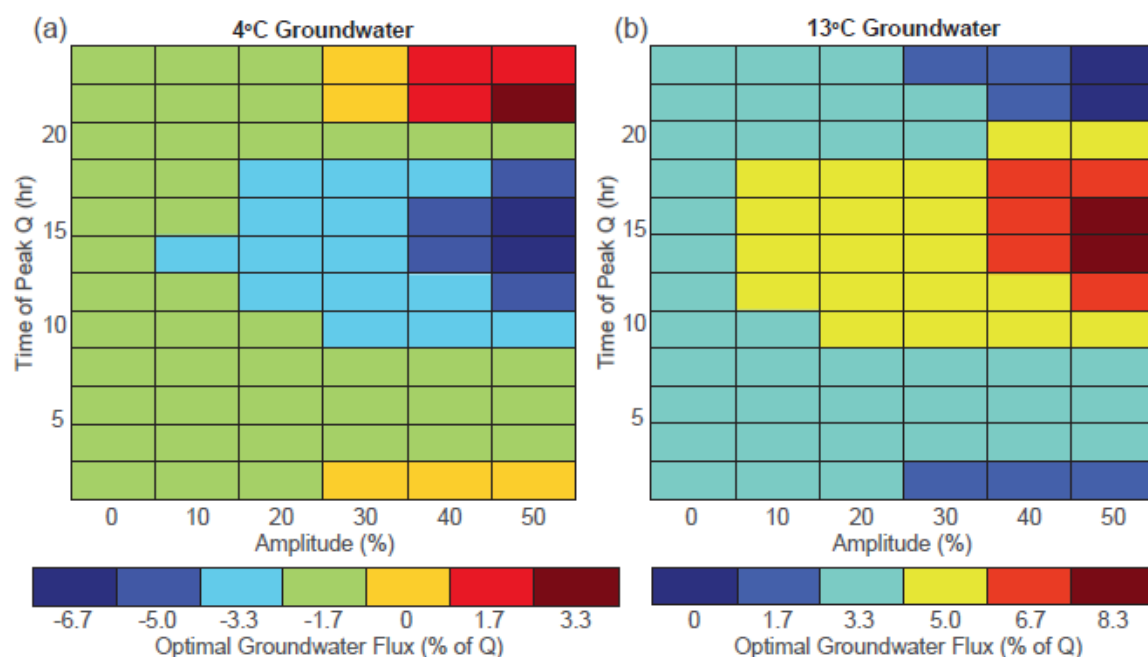 (a) 4°C Groundwater
(b) 13°C Groundwater
Time of Peak Q (hr)
20
15
10
5
0 10 20 30 40 50
Amplitude (%)
-6.7 -5.0 -3.3 -1.7 0 1.7 3.3
Optimal Groundwater Flux (% of Q)
Time of Peak Q (hr)
20
15
10
5
0 10 20 30 40 50
Amplitude (%)
0 1.7 3.3 5.0 6.7 8.3
Optimal Groundwater Flux (% of Q)